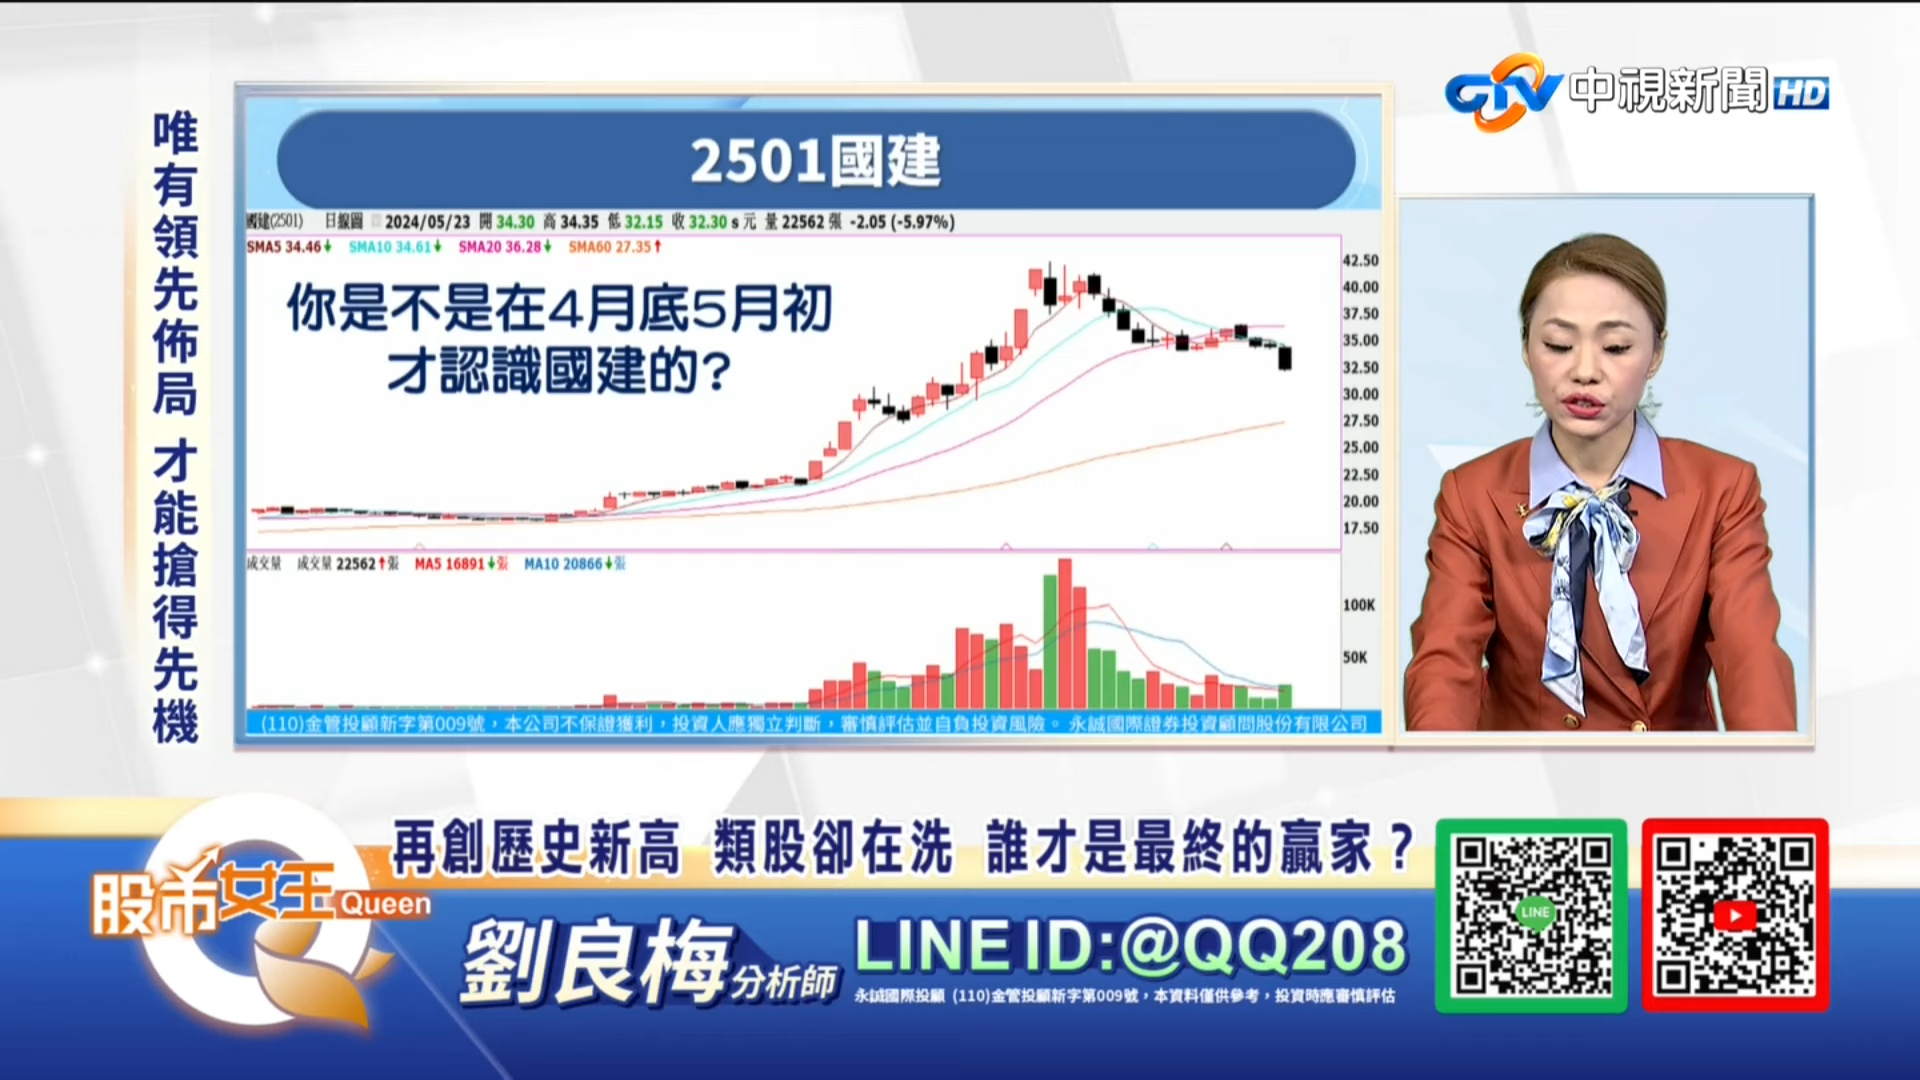 CTV中視新聞HD
唯有領先佈局 才能搶得先機
2501國建
國建(2501) 日線圖 2024/05/23 開 34.30 高 34.35 低 32.15 收 32.30 s 元 量 22562 張 -2.05 (-5.97%)
SMA5 34.46↓ SMA10 34.61↓ SMA20 36.28↓ SMA60 27.35↑
你是不是在4月底5月初
才認識國建的?
42.50
40.00
37.50
35.00
32.50
30.00
27.50
25.00
22.50
20.00
17.50
成交量 成交量 22562↑張 MA5 16891↓張 MA10 20866↓張
100K
50K
(110)金管投顧新字第009號，本公司不保證獲利，投資人應獨立判斷，審慎評估並自負投資風險。永誠國際證券投資顧問股份有限公司
再創歷史新高 類股卻在洗 誰才是最終的贏家？
股市女王Queen
劉良梅分析師
LINE ID:@QQ208
永誠國際投顧 (110)金管投顧新字第009號，本資料僅供參考，投資時應審慎評估
LINE